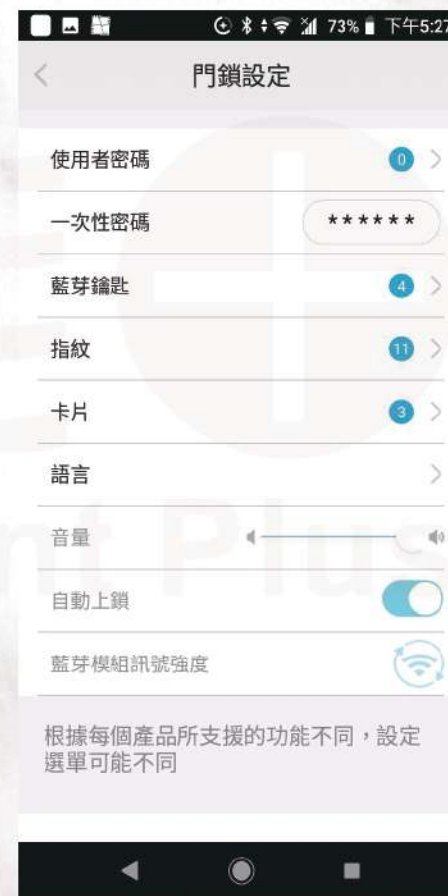 73% 下午5:27
門鎖設定
使用者密碼 0
一次性密碼 ******
藍芽鑰匙 4
指紋 11
卡片 3
語言
音量
自動上鎖
藍芽模組訊號強度
根據每個產品所支援的功能不同，設定
選單可能不同
nt Plus